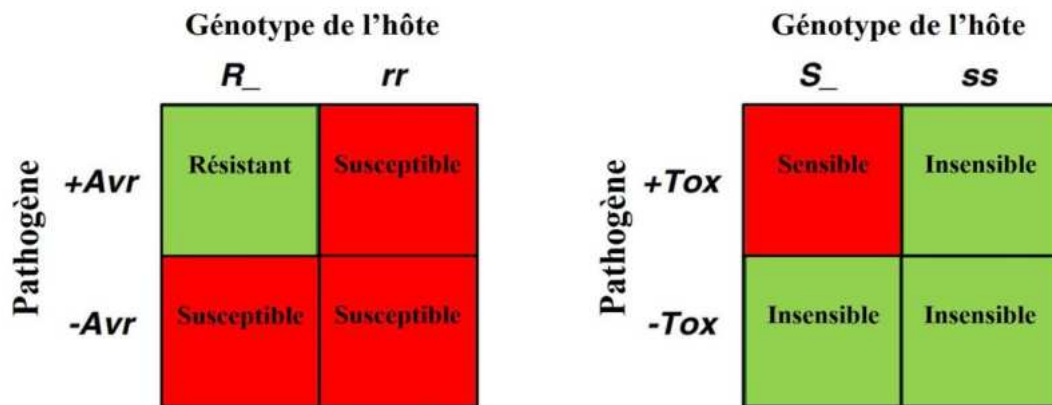 Génotype de l'hôte
R_ rr
Pathogène
+Avr Résistant Susceptible
-Avr Susceptible Susceptible
Génotype de l'hôte
S_ ss
Pathogène
+Tox Sensible Insensible
-Tox Insensible Insensible